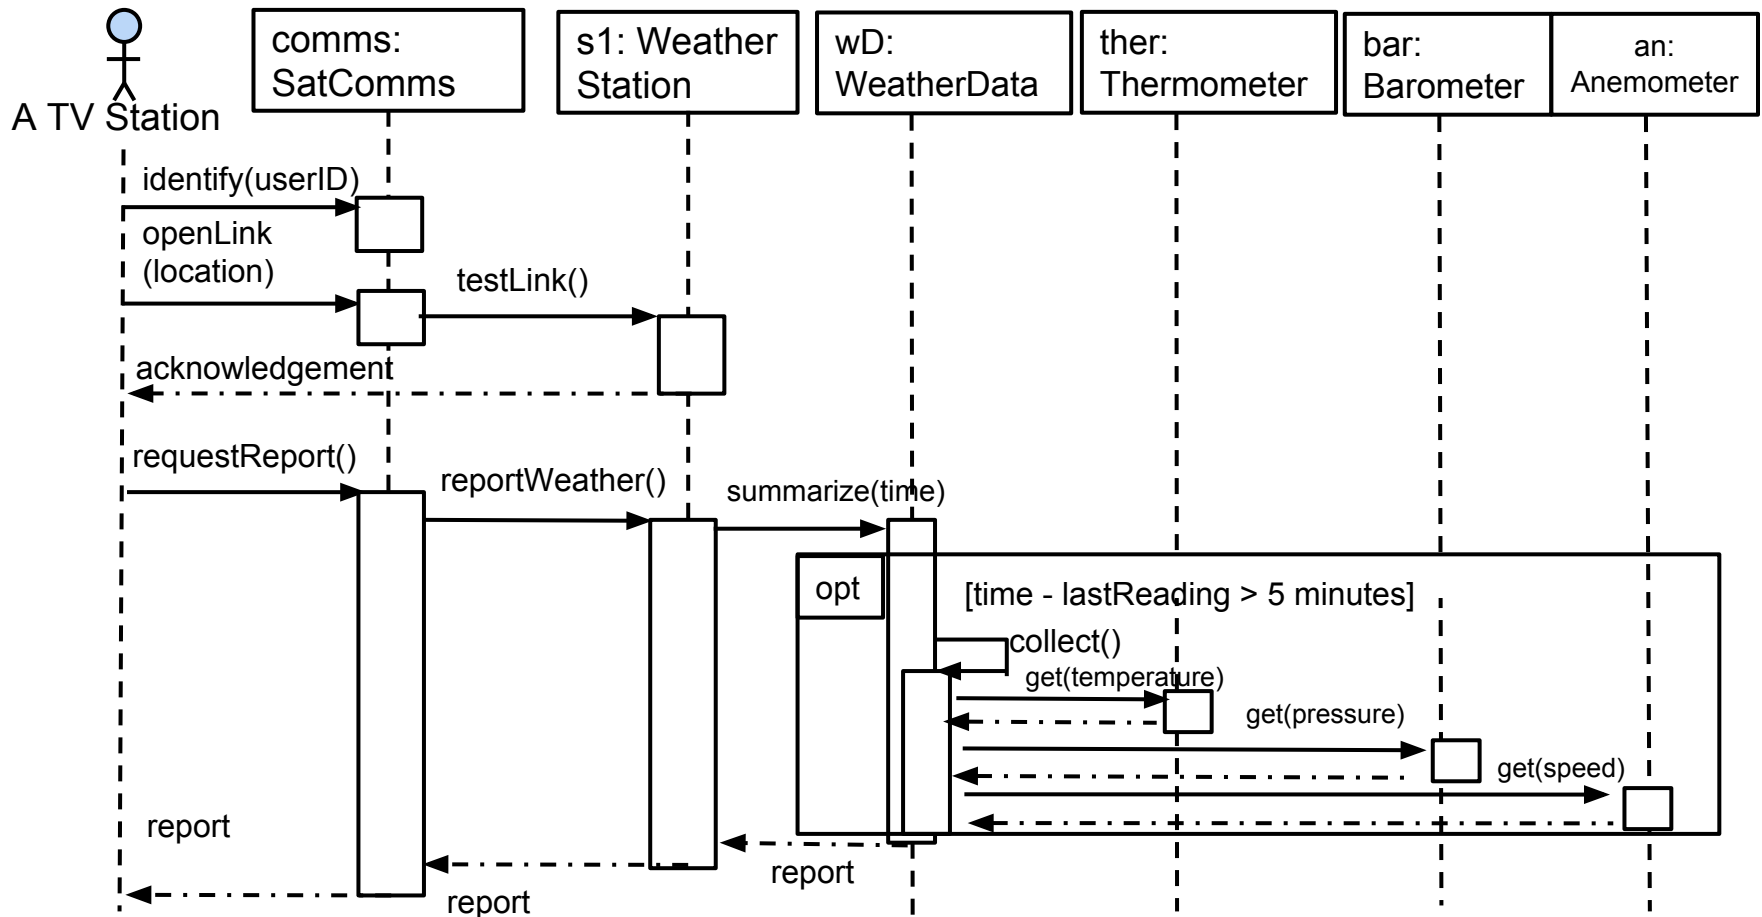 comms:
SatComms
s1: Weather
Station
wD:
WeatherData
ther:
Thermometer
bar:
Barometer
an:
Anemometer
A TV Station
identify(userID)
openLink
(location)
testLink()
acknowledgement
requestReport()
reportWeather()
summarize(time)
opt
[time - lastReading > 5 minutes]
collect()
get(temperature)
get(pressure)
get(speed)
report
report
report